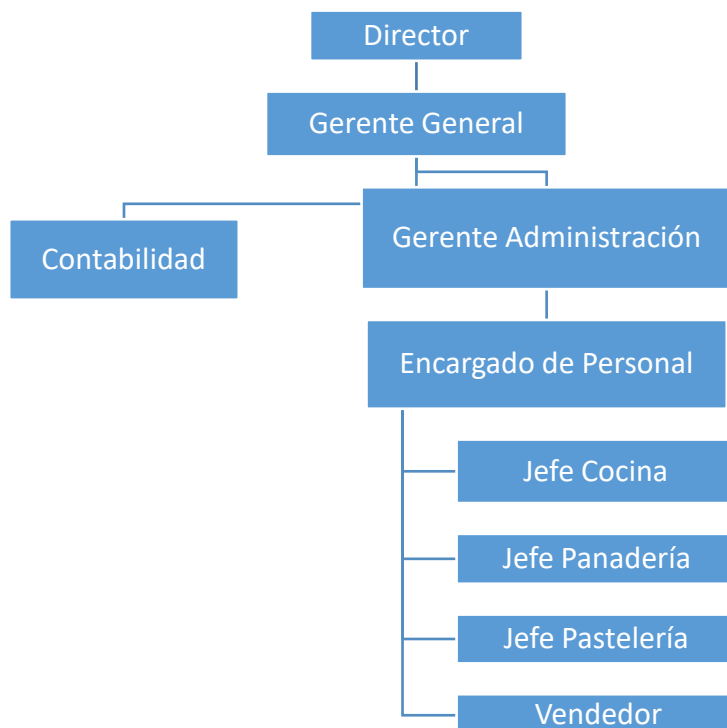 Director
Gerente General
Contabilidad
Gerente Administración
Encargado de Personal
Jefe Cocina
Jefe Panadería
Jefe Pastelería
Vendedor